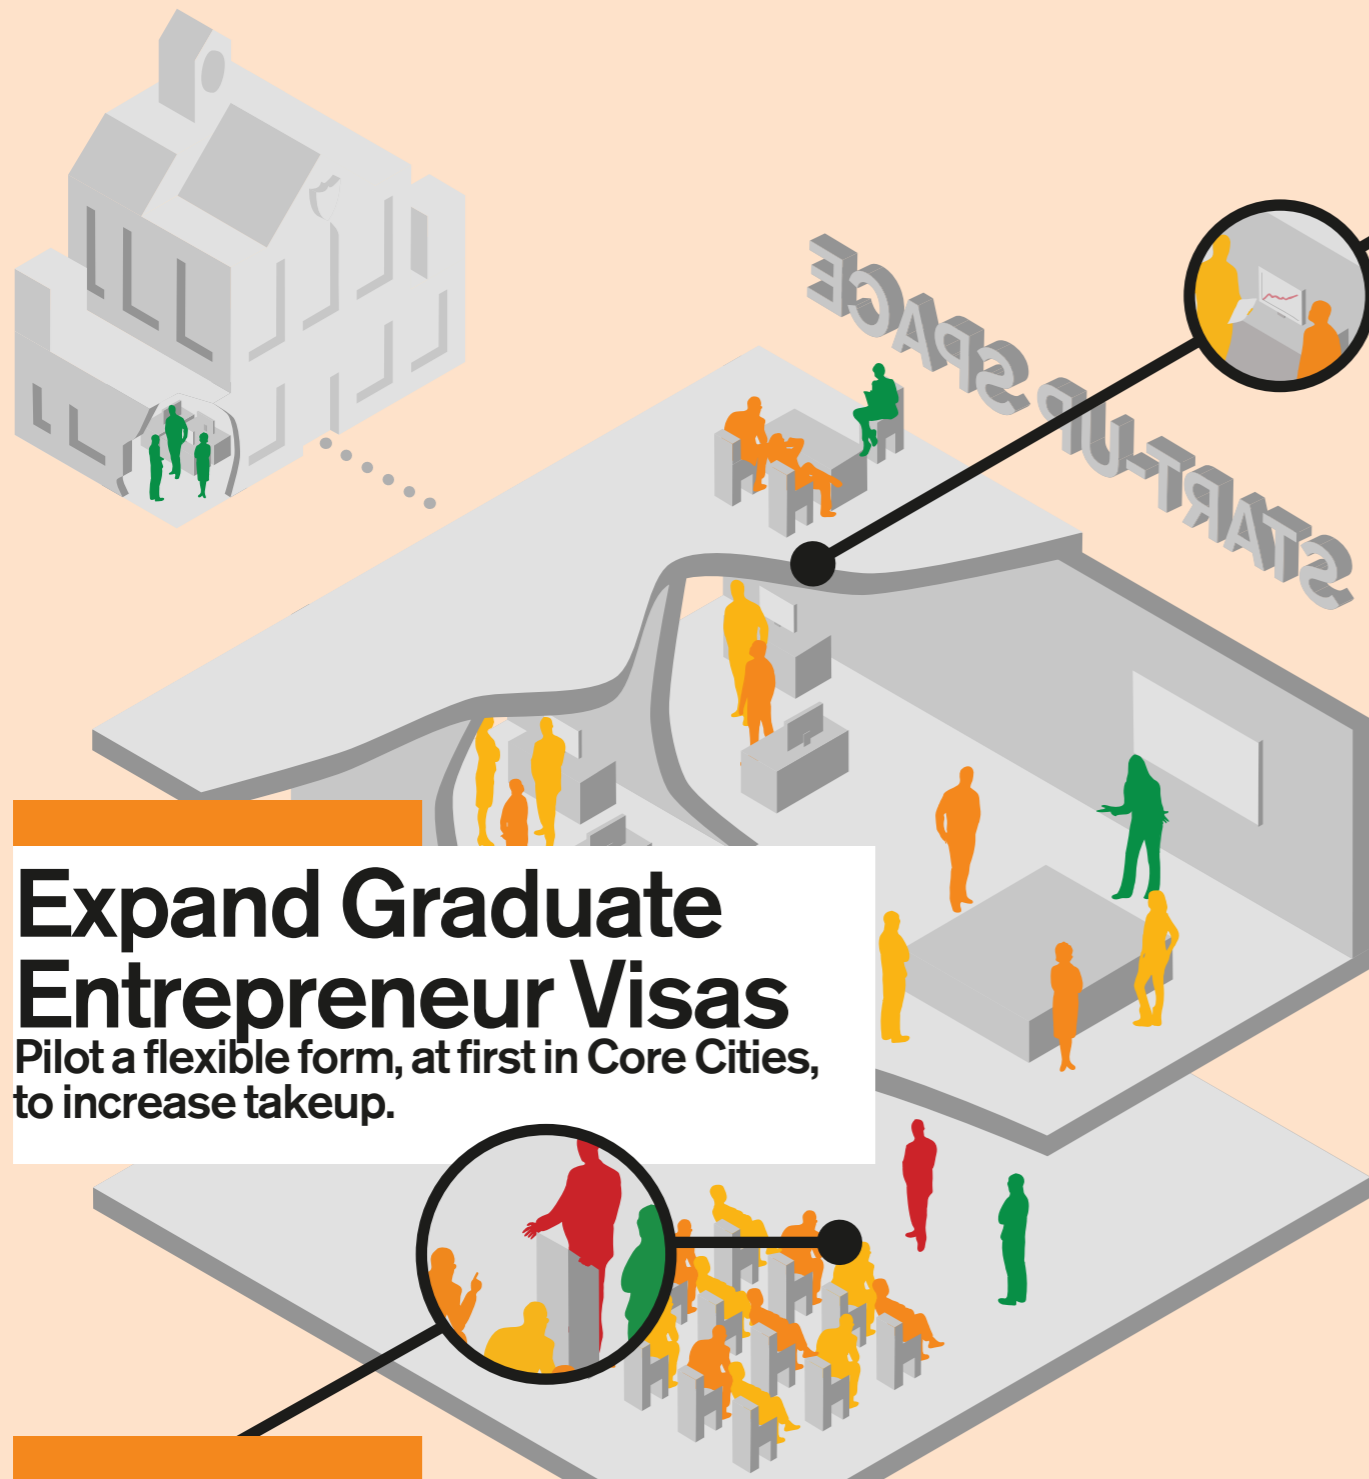 START-UP SPACE
Expand Graduate
Entrepreneur Visas
Pilot a flexible form, at first in Core Cities,
to increase takeup.